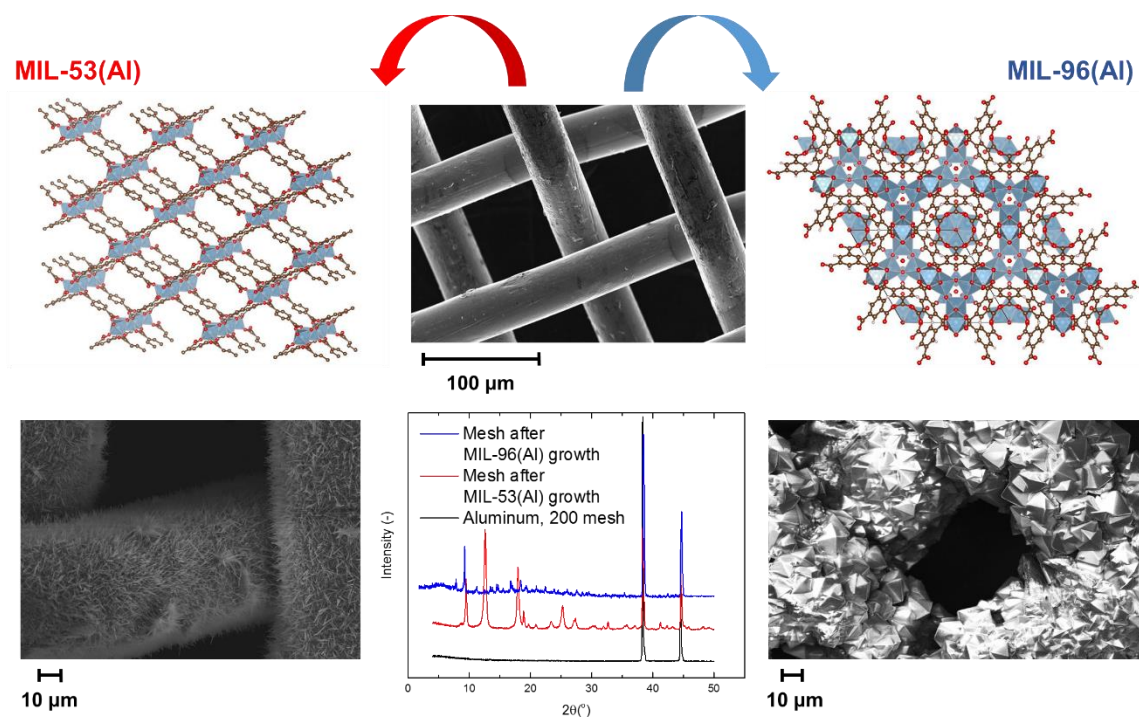 MIL-53(Al)
MIL-96(Al)
100 µm
10 µm
Intensity (-)
Mesh after
MIL-96(Al) growth
Mesh after
MIL-53(Al) growth
Aluminum, 200 mesh
0
10
20
30
40
50
2θ(°)
10 µm